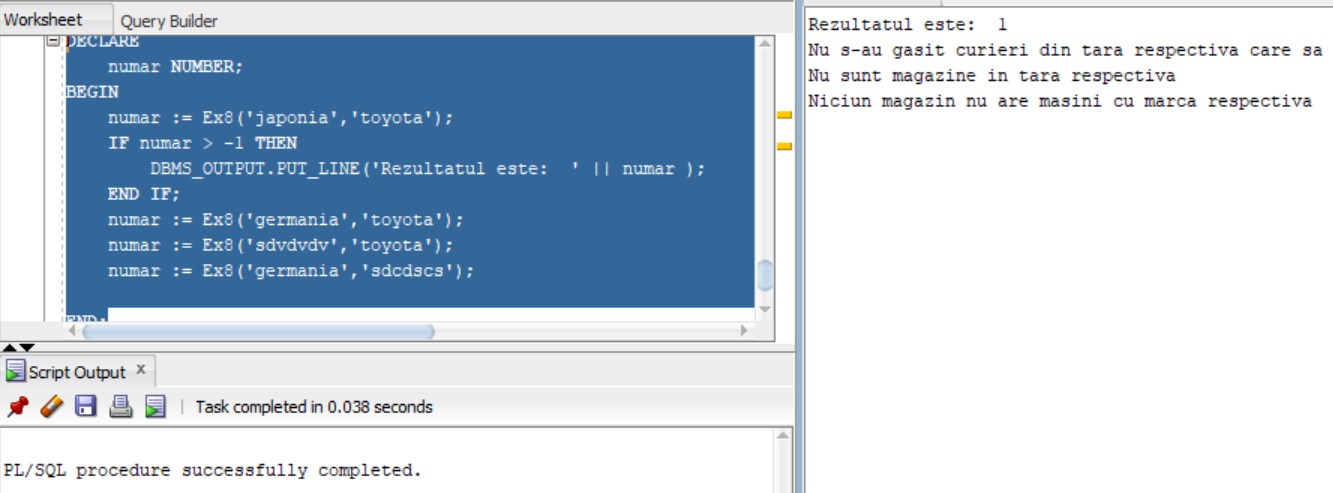 Worksheet Query Builder
DECLARE
numar NUMBER;
BEGIN
numar := Ex8('japonia','toyota');
IF numar > -1 THEN
DBMS_OUTPUT.PUT_LINE('Rezultatul este:  ' || numar );
END IF;
numar := Ex8('germania','toyota');
numar := Ex8('sdvdvdv','toyota');
numar := Ex8('germania','sdcdscs');
END;
Script Output x
Task completed in 0.038 seconds
PL/SQL procedure successfully completed.
Rezultatul este:  1
Nu s-au gasit curieri din tara respectiva care sa
Nu sunt magazine in tara respectiva
Niciun magazin nu are masini cu marca respectiva